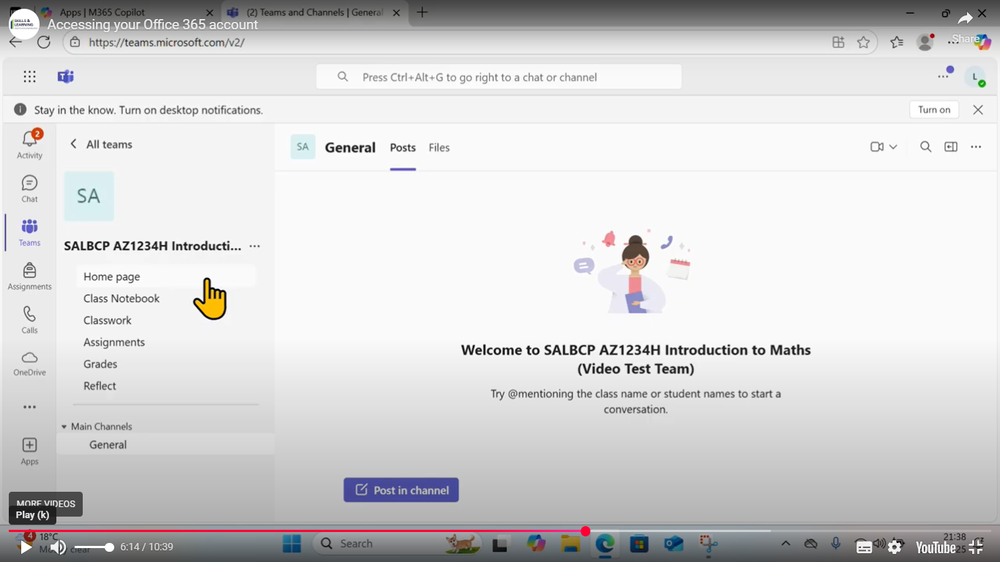 Apps | M365 Copilot
(2) Teams and Channels | General
SKILLS & LEARNING
Accessing your Office 365 account
Share
https://teams.microsoft.com/v2/
Press Ctrl+Alt+G to go right to a chat or channel
L
Stay in the know. Turn on desktop notifications.
Turn on
2
Activity
Chat
Teams
Assignments
Calls
OneDrive
Apps
All teams
SA
SALBCP AZ1234H Introducti...
Home page
Class Notebook
Classwork
Assignments
Grades
Reflect
Main Channels
General
SA
General
Posts
Files
Welcome to SALBCP AZ1234H Introduction to Maths
(Video Test Team)
Try @mentioning the class name or student names to start a
conversation.
Post in channel
MORE VIDEOS
Play (k)
4
18°C
clear
6:14 / 10:39
Search
21:38
YouTube